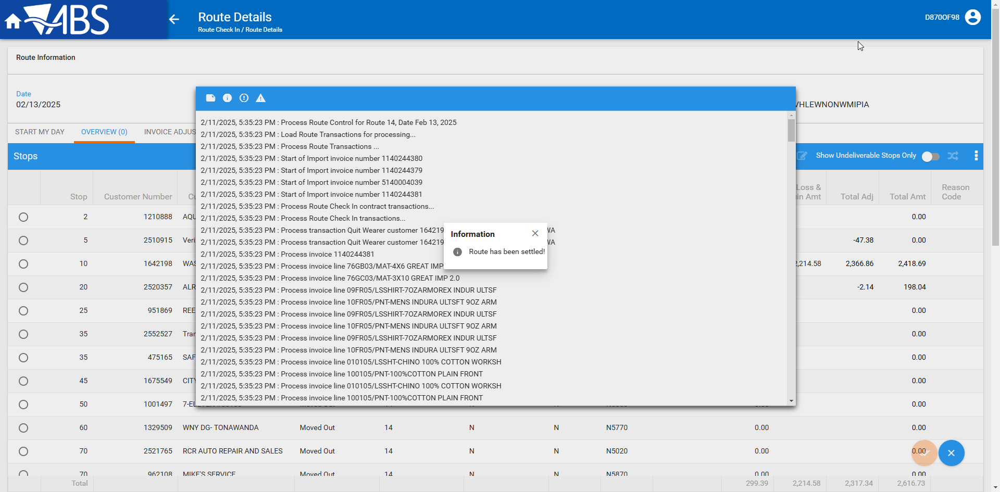 ABS
Route Details
Route Check In / Route Details
D870OF98
Route Information
Date
02/13/2025
VHLEWNONWMIPIA
START MY DAY
OVERVIEW (0)
INVOICE ADJUS
Stops
Show Undeliverable Stops Only
2/11/2025, 5:35:23 PM : Process Route Control for Route 14, Date Feb 13, 2025
2/11/2025, 5:35:23 PM : Load Route Transactions for processing...
2/11/2025, 5:35:23 PM : Process Route Transactions ...
2/11/2025, 5:35:23 PM : Start of Import invoice number 1140244380
2/11/2025, 5:35:23 PM : Start of Import invoice number 1140244379
2/11/2025, 5:35:23 PM : Start of Import invoice number 5140004039
2/11/2025, 5:35:23 PM : Start of Import invoice number 1140244381
2/11/2025, 5:35:23 PM : Process Route Check In contract transactions...
2/11/2025, 5:35:23 PM : Process Route Check In transactions...
2/11/2025, 5:35:23 PM : Process transaction Quit Wearer customer 164219 WA
2/11/2025, 5:35:23 PM : Process transaction Quit Wearer customer 164219 WA
2/11/2025, 5:35:23 PM : Process invoice 1140244381
2/11/2025, 5:35:23 PM : Process invoice line 76GB03/MAT-4X6 GREAT IMP
2/11/2025, 5:35:23 PM : Process invoice line 76GC03/MAT-3X10 GREAT IMP 2.0
2/11/2025, 5:35:23 PM : Process invoice line 09FR05/LSSHIRT-7OZARMOREX INDUR ULTSF
2/11/2025, 5:35:23 PM : Process invoice line 10FR05/PNT-MENS INDURA ULTSFT 9OZ ARM
2/11/2025, 5:35:23 PM : Process invoice line 09FR05/LSSHIRT-7OZARMOREX INDUR ULTSF
2/11/2025, 5:35:23 PM : Process invoice line 10FR05/PNT-MENS INDURA ULTSFT 9OZ ARM
2/11/2025, 5:35:23 PM : Process invoice line 09FR05/LSSHIRT-7OZARMOREX INDUR ULTSF
2/11/2025, 5:35:23 PM : Process invoice line 10FR05/PNT-MENS INDURA ULTSFT 9OZ ARM
2/11/2025, 5:35:23 PM : Process invoice line 010105/LSSHT-CHINO 100% COTTON WORKSH
2/11/2025, 5:35:23 PM : Process invoice line 100105/PNT-100%COTTON PLAIN FRONT
2/11/2025, 5:35:23 PM : Process invoice line 010105/LSSHT-CHINO 100% COTTON WORKSH
2/11/2025, 5:35:23 PM : Process invoice line 100105/PNT-100%COTTON PLAIN FRONT
Information
Route has been settled!
Stop Customer Number Cu Loss & in Amt Total Adj Total Amt Reason Code
2 1210888 AQU 0.00
5 2510915 Veri -47.38 0.00
10 1642198 WAS 2,214.58 2,366.86 2,418.69
20 2520357 ALR -2.14 198.04
25 951869 REE 0.00
35 2552527 Tran 0.00
35 475165 SAF 0.00
45 1675549 CITY 0.00
50 1001497 7-EL 0.00
60 1329509 WNY DG- TONAWANDA Moved Out 14 N N N5770 0.00 0.00
70 2521765 RCR AUTO REPAIR AND SALES Moved Out 14 N N N5020 0.00 0.00
70 962108 MIKE'S SERVICE Moved Out 14 N N N5870 0.00 0.00
Total 299.39 2,214.58 2,317.34 2,616.73